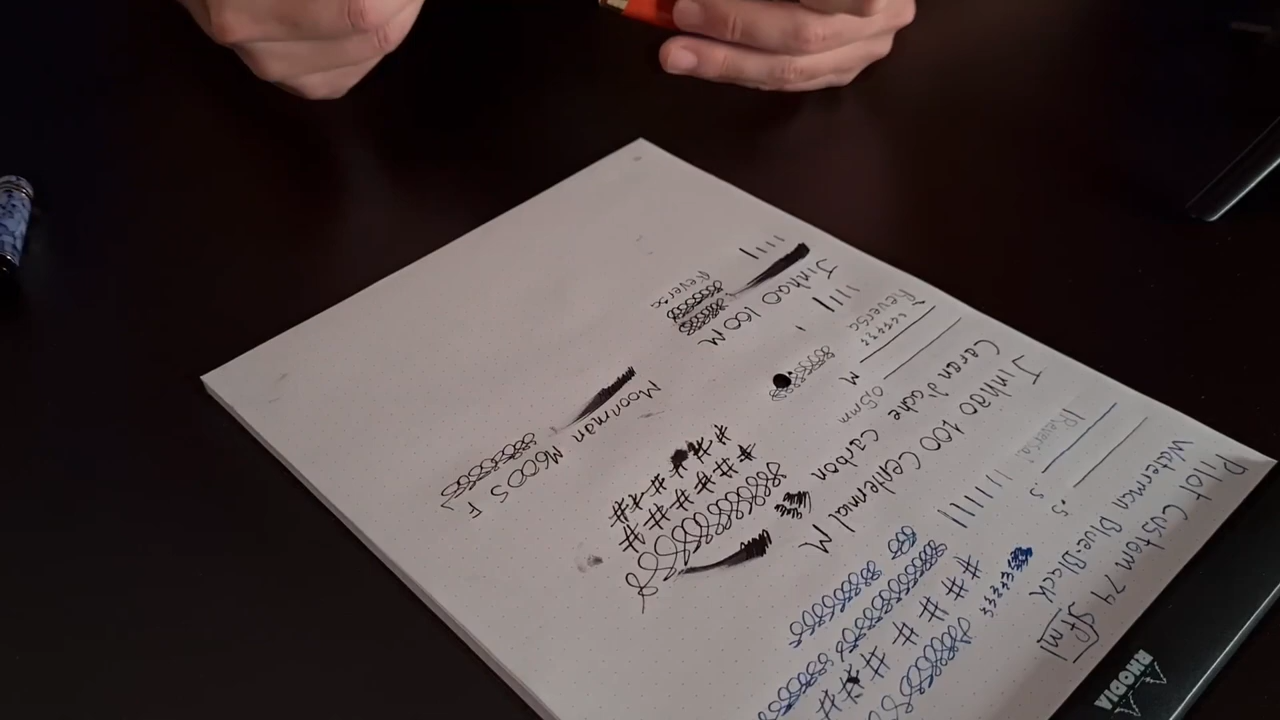 Pilot Custom 74 SFM
Waterman Blue-Black
.5
S
Reverse!
Jinhao 100 Centennial M
Caran d'ache Carbon
0,5mm
M
Reverse
Jinhao 100 M
Reverse
Moonman M600S F
RHODIA